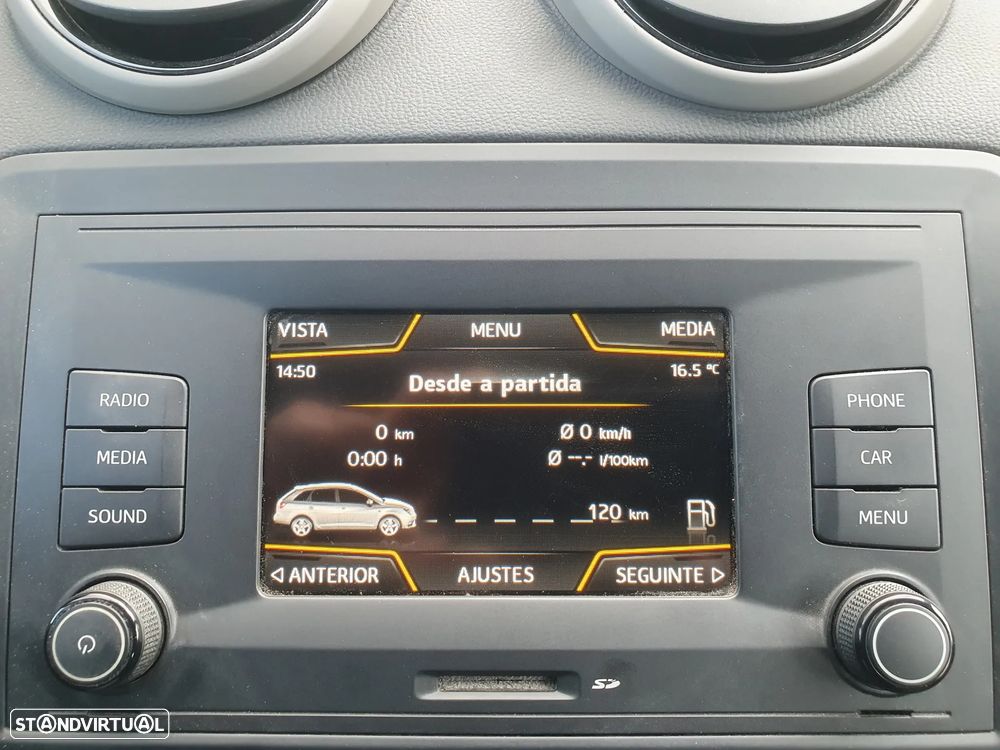 VISTA MENU MEDIA
14:50 16.5 °C
Desde a partida
0 km Ø 0 km/h
0:00 h Ø --.- l/100km
120 km
ANTERIOR AJUSTES SEGUINTE
RADIO
MEDIA
SOUND
PHONE
CAR
MENU
SD
STANDVIRTUAL